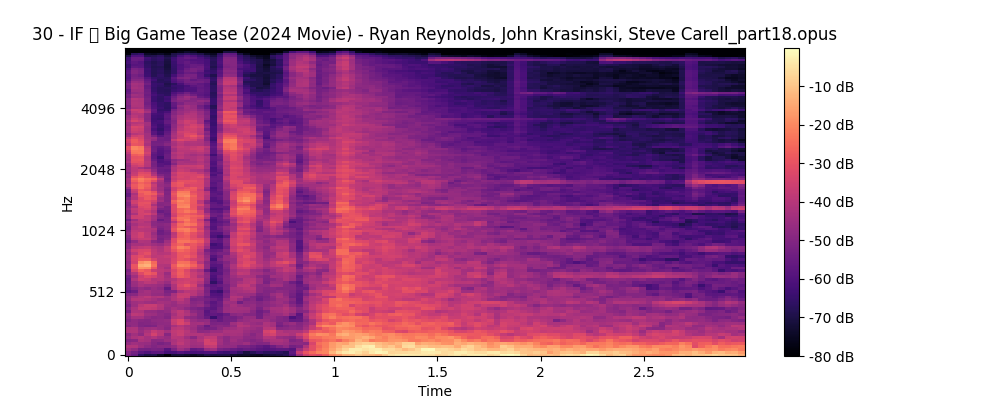 30 - IF ▯ Big Game Tease (2024 Movie) - Ryan Reynolds, John Krasinski, Steve Carell_part18.opus
4096
2048
1024
512
0
Hz
0
0.5
1
1.5
2
2.5
Time
-10 dB
-20 dB
-30 dB
-40 dB
-50 dB
-60 dB
-70 dB
-80 dB